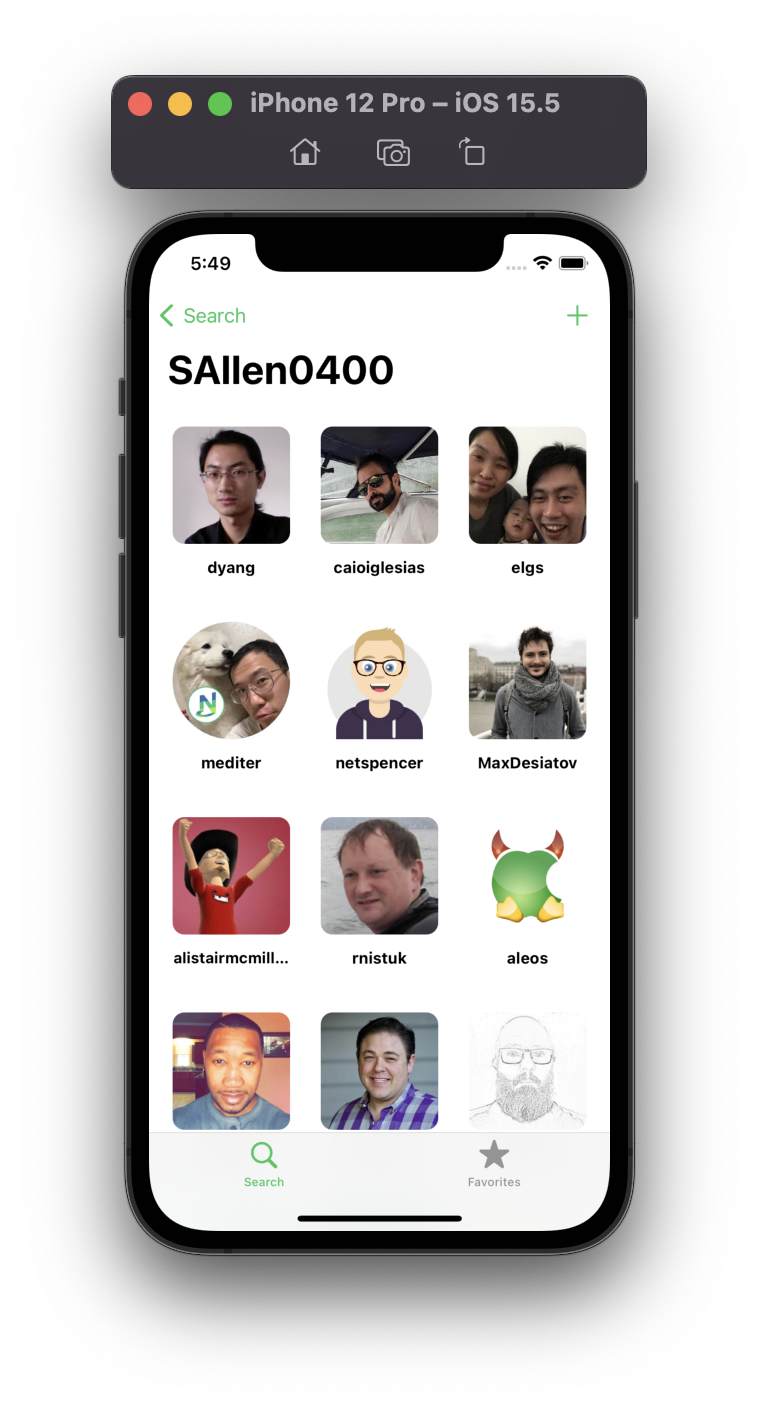 iPhone 12 Pro – iOS 15.5
5:49
Search
SAllen0400
dyang
caioiglesias
elgs
N
mediter
netspencer
MaxDesiatov
alistairmcmill...
rnistuk
aleos
Search
Favorites